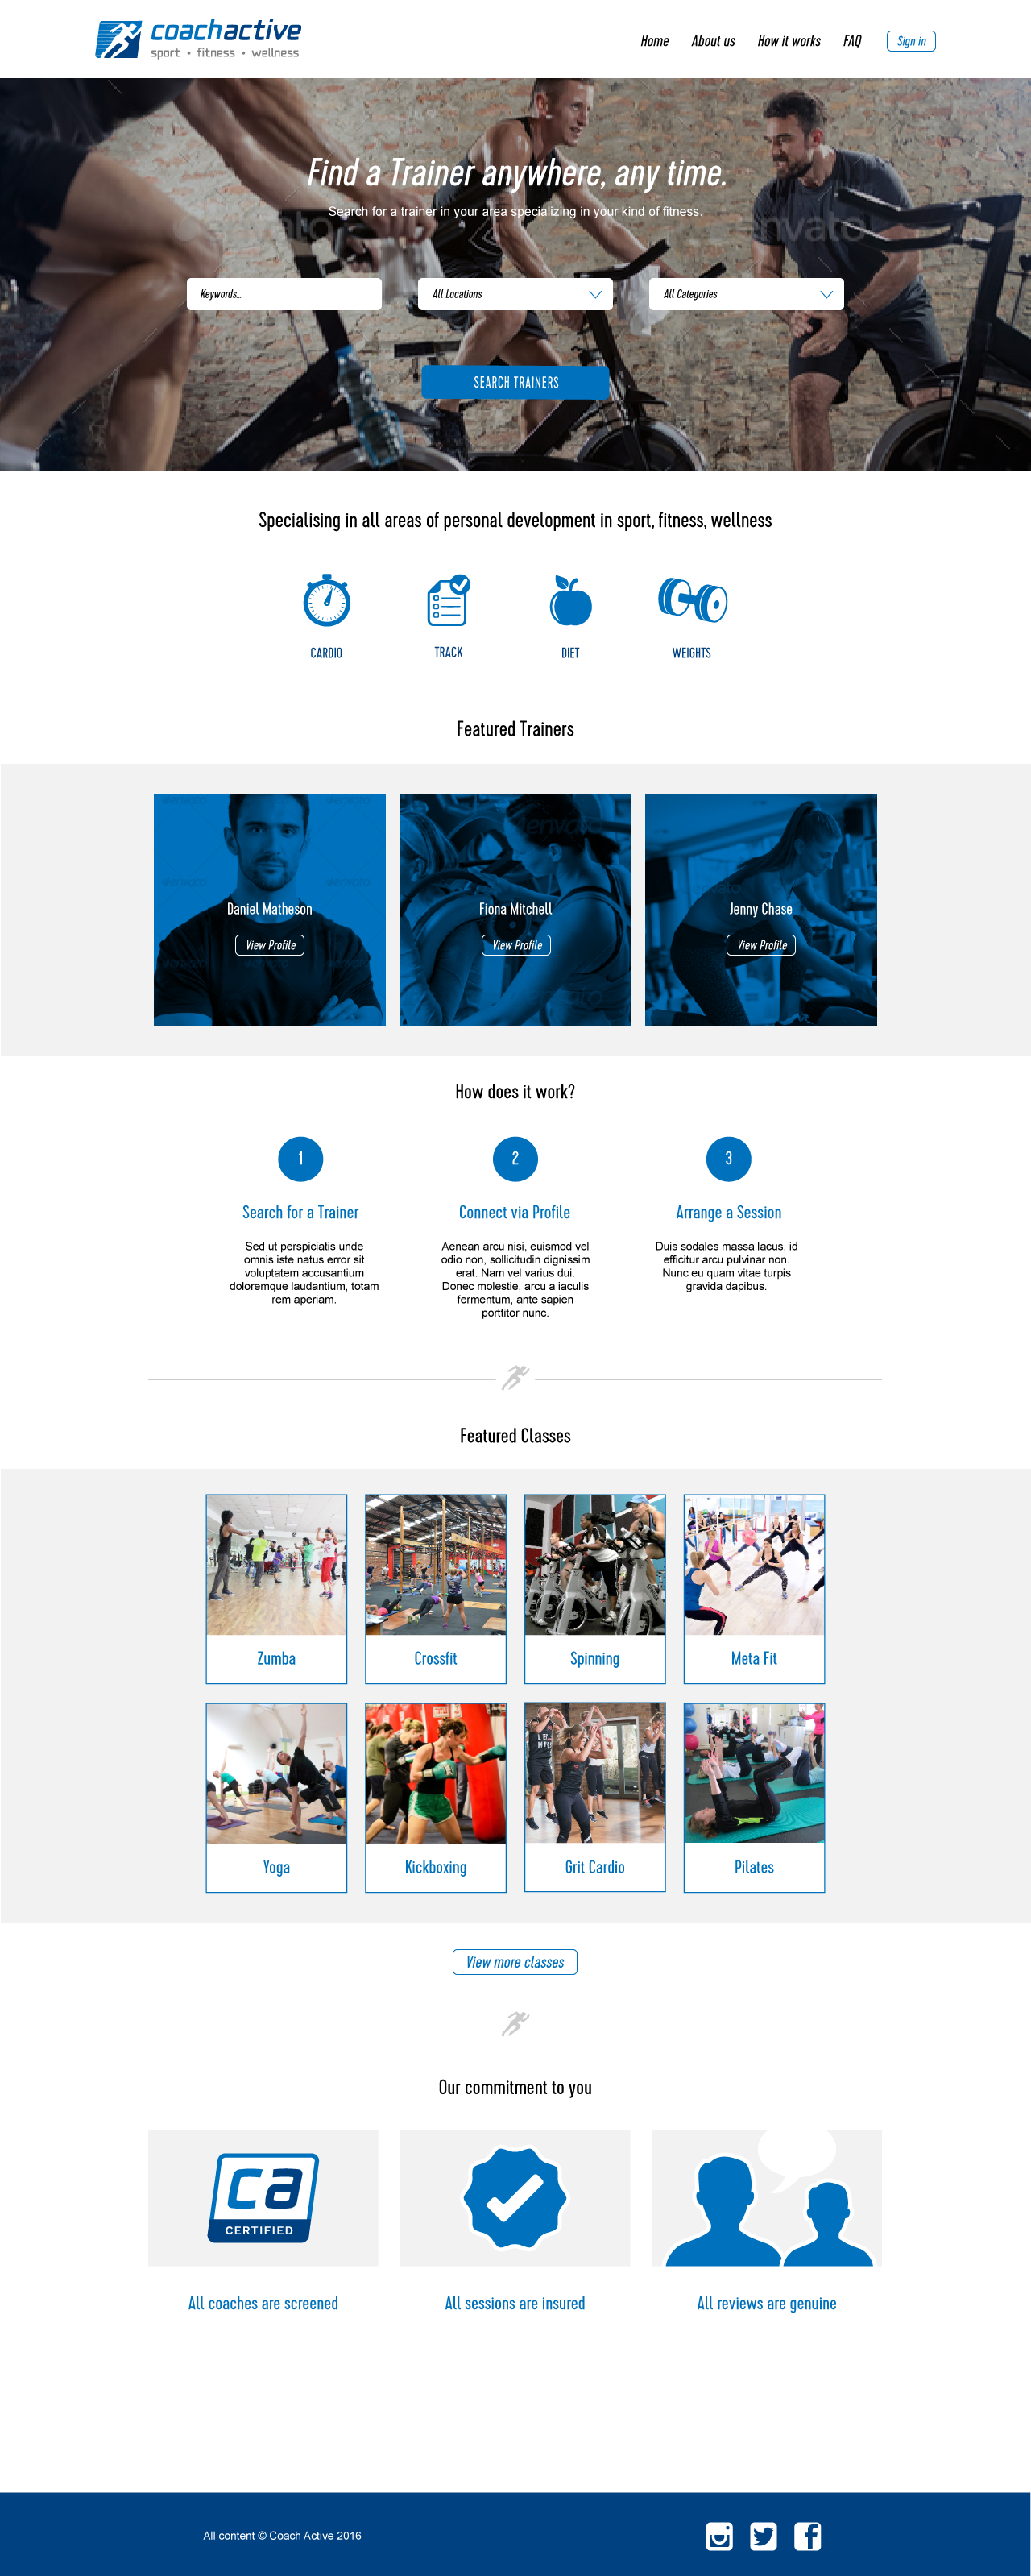 coachactive
sport • fitness • wellness
Home About us How it works FAQ Sign in
Find a Trainer anywhere, any time.
Search for a trainer in your area specializing in your kind of fitness.
envato
Keywords... All Locations All Categories
SEARCH TRAINERS
Specialising in all areas of personal development in sport, fitness, wellness
CARDIO TRACK DIET WEIGHTS
Featured Trainers
envato
Daniel Matheson Fiona Mitchell Jenny Chase
View Profile View Profile View Profile
How does it work?
1 2 3
Search for a Trainer Connect via Profile Arrange a Session
Sed ut perspiciatis unde
omnis iste natus error sit
voluptatem accusantium
doloremque laudantium, totam
rem aperiam.
Aenean arcu nisi, euismod vel
odio non, sollicitudin dignissim
erat. Nam vel varius dui.
Donec molestie, arcu a iaculis
fermentum, ante sapien
porttitor nunc.
Duis sodales massa lacus, id
efficitur arcu pulvinar non.
Nunc eu quam vitae turpis
gravida dapibus.
Featured Classes
Zumba Crossfit Spinning Meta Fit
Yoga Kickboxing Grit Cardio Pilates
View more classes
Our commitment to you
ca
CERTIFIED
All coaches are screened All sessions are insured All reviews are genuine
All content © Coach Active 2016